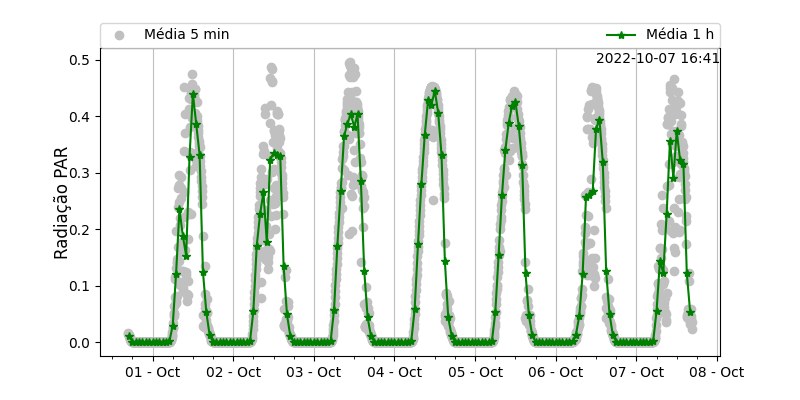 Média 5 min
Média 1 h
2022-10-07 16:41
Radiação PAR
0.5
0.4
0.3
0.2
0.1
0.0
01 - Oct
02 - Oct
03 - Oct
04 - Oct
05 - Oct
06 - Oct
07 - Oct
08 - Oct